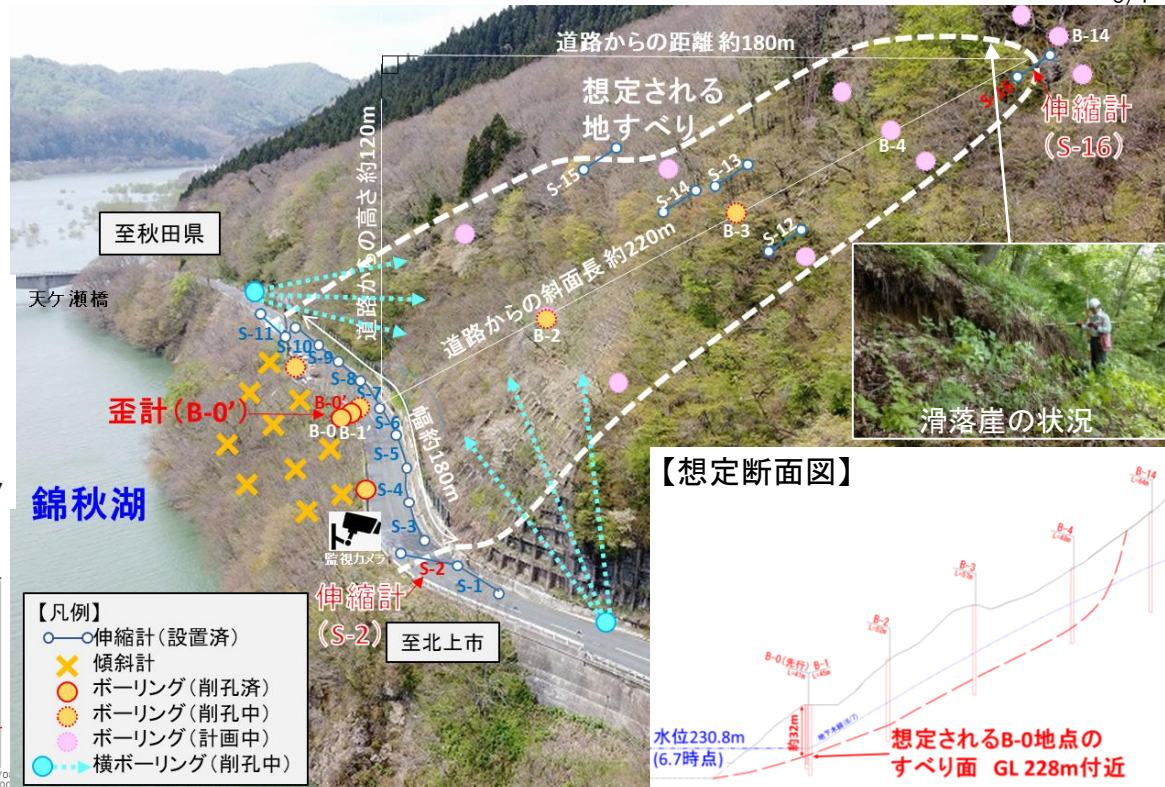 道路からの距離 約180m
B-14
想定される
地すべり
S-16
伸縮計
(S-16)
道路からの高さ 約120m
B-4
S-15
S-14
S-13
B-3
S-12
至秋田県
天ケ瀬橋
道路からの斜面長 約220m
B-2
S-11
S-10
S-9
S-8
S-7
歪計(B-0')
B-0'
B-0
B-1'
S-6
S-5
幅約180m
S-4
S-3
錦秋湖
監視カメラ
S-2
S-1
伸縮計
(S-2)
至北上市
滑落崖の状況
【凡例】
伸縮計(設置済)
傾斜計
ボーリング(削孔済)
ボーリング(削孔中)
ボーリング(計画中)
横ボーリング(削孔中)
【想定断面図】
B-14
B-4
B-3
B-2
B-0(先行) B-1
約32m
水位230.8m
(6.7時点)
想定されるB-0地点の
すべり面 GL 228m付近